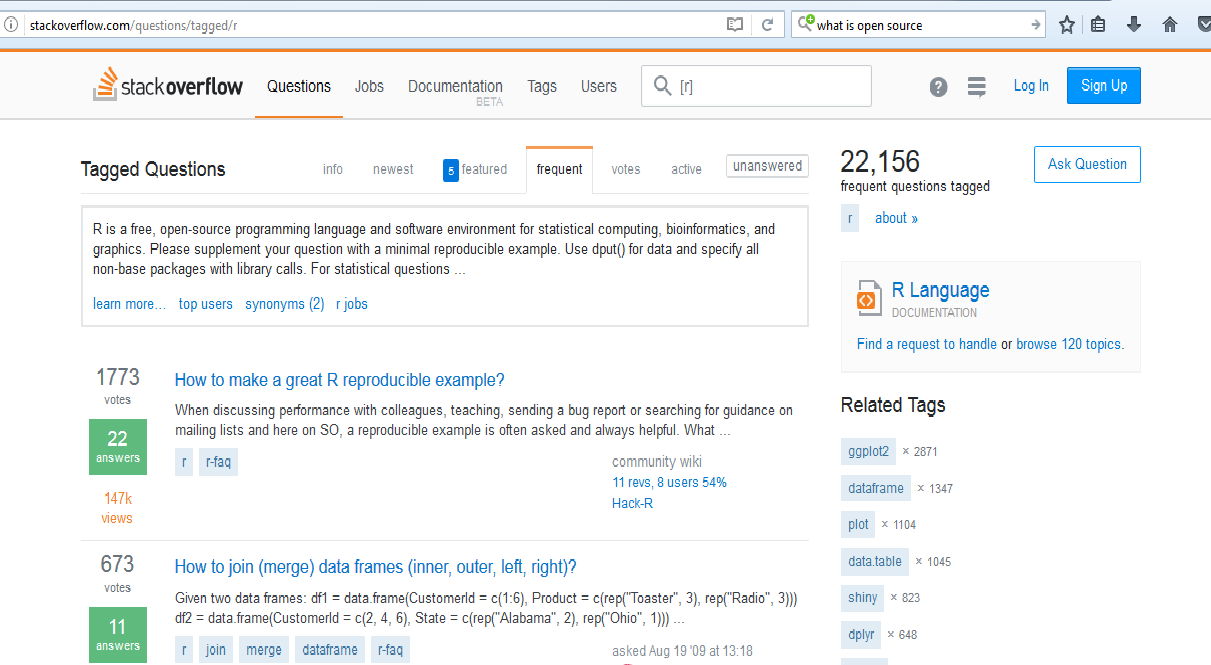 stackoverflow.com/questions/tagged/r
what is open source
stackoverflow
Questions
Jobs
Documentation
BETA
Tags
Users
[r]
?
Log In
Sign Up
Tagged Questions
info
newest
5 featured
frequent
votes
active
unanswered
R is a free, open-source programming language and software environment for statistical computing, bioinformatics, and
graphics. Please supplement your question with a minimal reproducible example. Use dput() for data and specify all
non-base packages with library calls. For statistical questions ...
learn more... top users synonyms (2) r jobs
1773
votes
22
answers
147k
views
How to make a great R reproducible example?
When discussing performance with colleagues, teaching, sending a bug report or searching for guidance on
mailing lists and here on SO, a reproducible example is often asked and always helpful. What ...
r r-faq
community wiki
11 revs, 8 users 54%
Hack-R
673
votes
11
answers
How to join (merge) data frames (inner, outer, left, right)?
Given two data frames: df1 = data.frame(CustomerId = c(1:6), Product = c(rep("Toaster", 3), rep("Radio", 3)))
df2 = data.frame(CustomerId = c(2, 4, 6), State = c(rep("Alabama", 2), rep("Ohio", 1))) ...
r join merge dataframe r-faq
asked Aug 19 '09 at 13:18
22,156
frequent questions tagged
r about »
Ask Question
R Language
DOCUMENTATION
Find a request to handle or browse 120 topics.
Related Tags
ggplot2 × 2871
dataframe × 1347
plot × 1104
data.table × 1045
shiny × 823
dplyr × 648